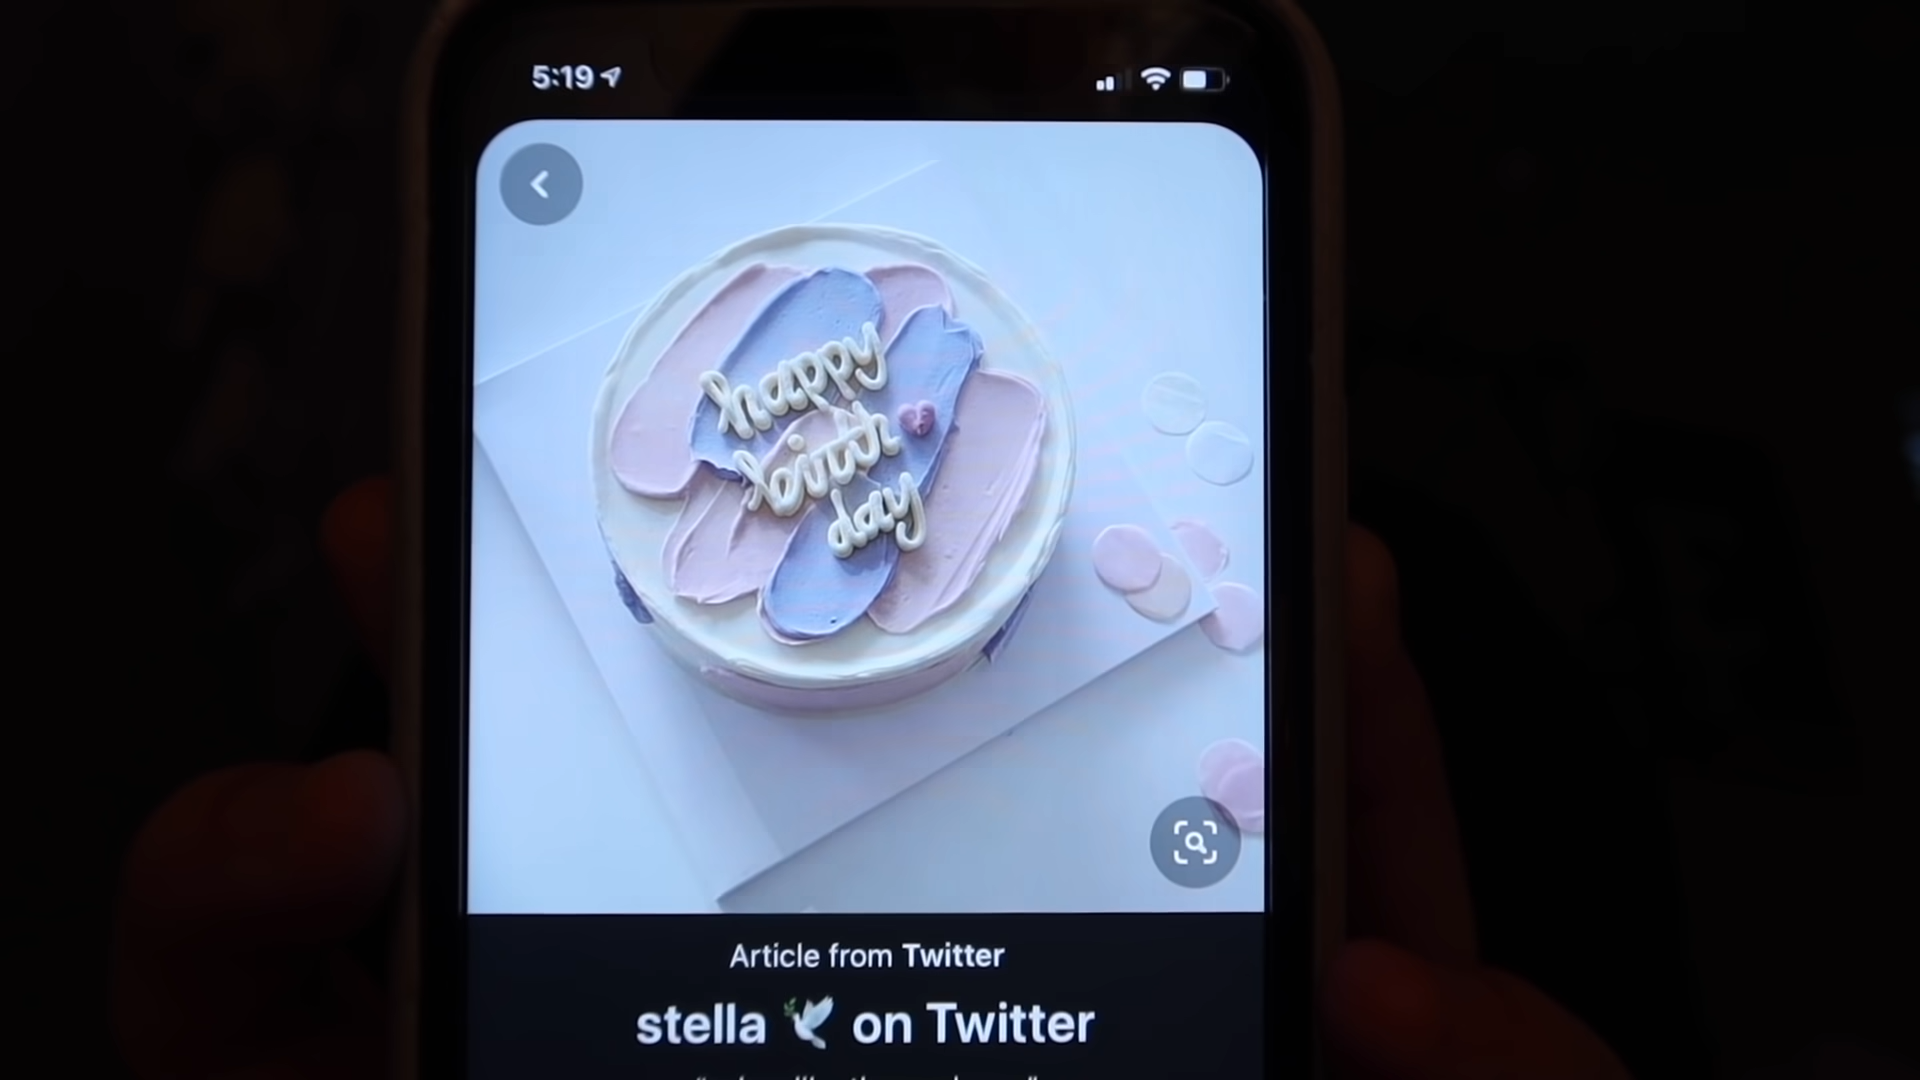 5:19
happy
birth
day
Article from Twitter
stella 🕊 on Twitter